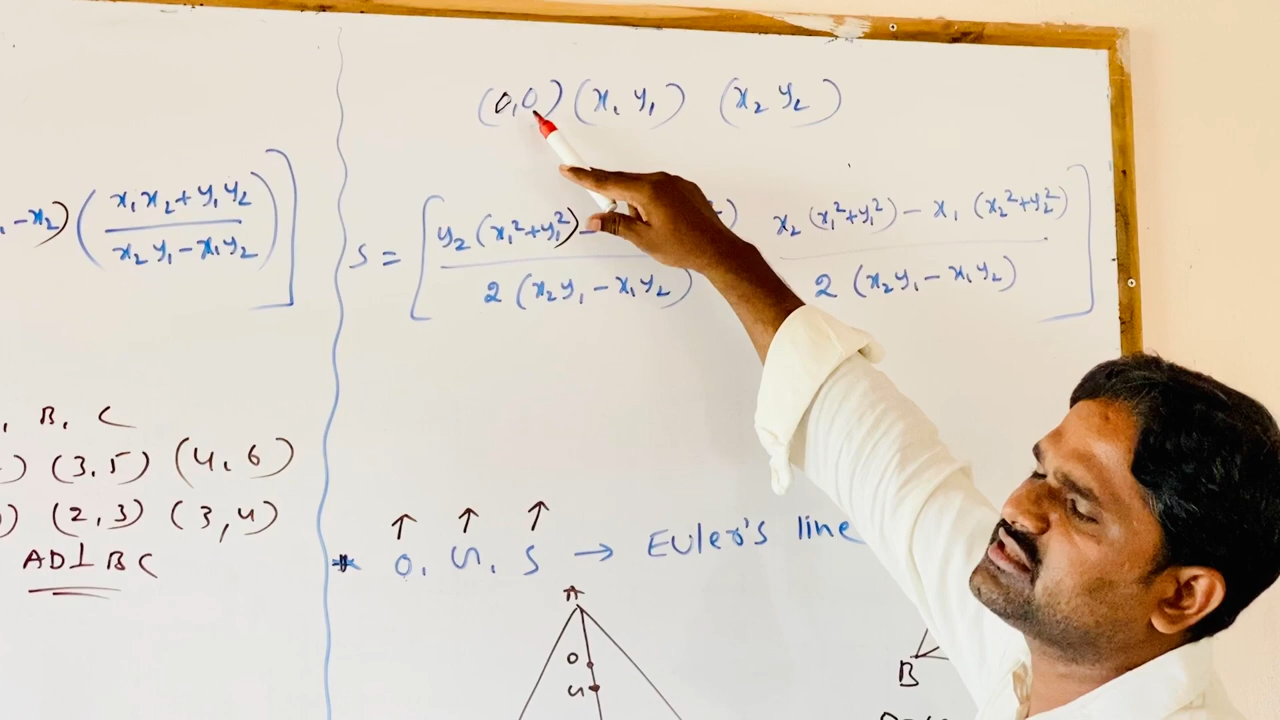 (0,0) (x₁ y₁) (x₂ y₂)
-x₂) ( (x₁x₂+y₁y₂) / (x₂y₁-x₁y₂) ) ]
S = [ y₂(x₁²+y₁²)- / 2(x₂y₁-x₁y₂) , x₂(x₁²+y₁²)-x₁(x₂²+y₂²) / 2(x₂y₁-x₁y₂) ]
B, C
) (3,5) (4,6)
) (2,3) (3,4)
AD⊥BC
↑ ↑ ↑
* O, G, S → Euler's line
A
O
G
B